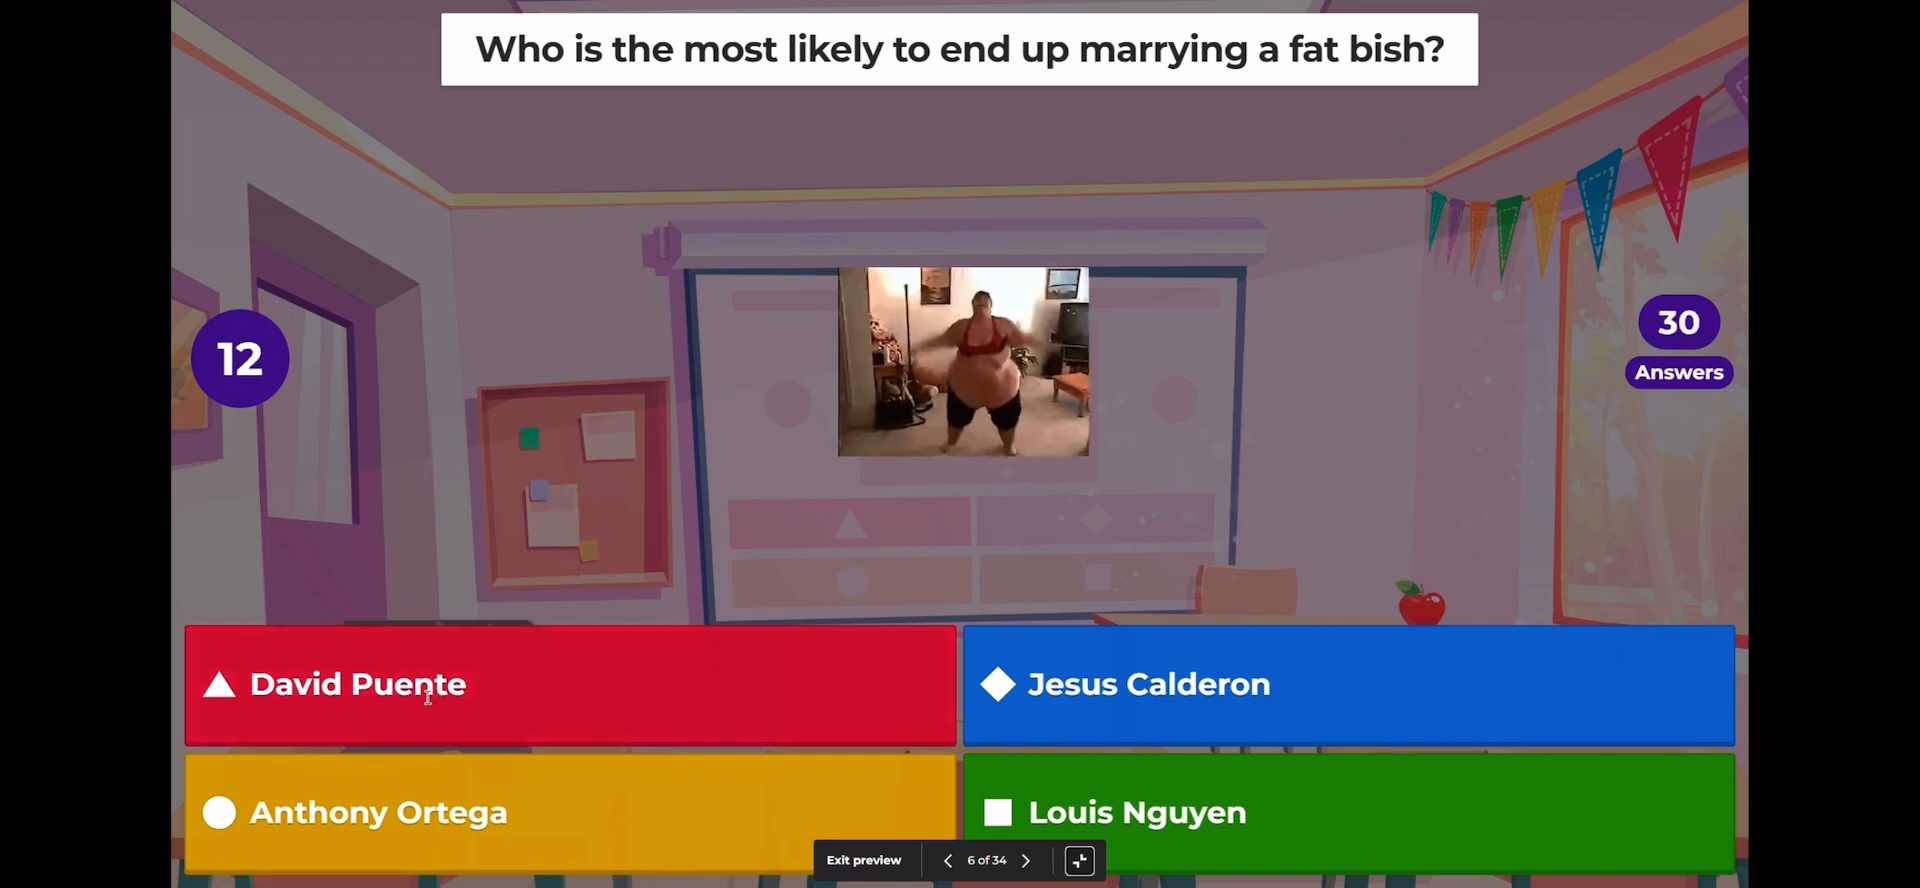 Who is the most likely to end up marrying a fat bish?
12
30
Answers
David Puente
Jesus Calderon
Anthony Ortega
Louis Nguyen
Exit preview
6 of 34